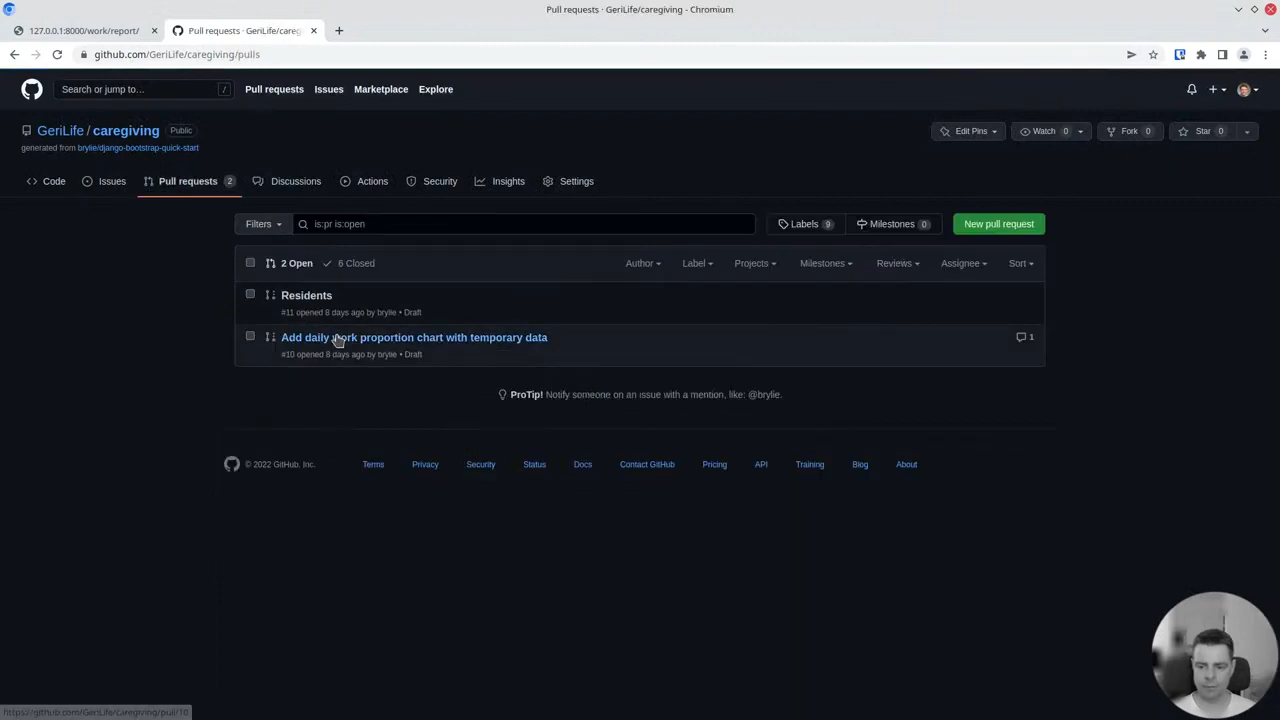 Pull requests · GeriLife/caregiving - Chromium
127.0.0.1:8000/work/report/
Pull requests · GeriLife/careg
github.com/GeriLife/caregiving/pulls
Search or jump to… /
Pull requests Issues Marketplace Explore
GeriLife / caregiving Public
generated from brylie/django-bootstrap-quick-start
Edit Pins Watch 0 Fork 0 Star 0
Code Issues Pull requests 2 Discussions Actions Security Insights Settings
Filters is:pr is:open Labels 9 Milestones 0 New pull request
2 Open 6 Closed Author Label Projects Milestones Reviews Assignee Sort
Residents
#11 opened 8 days ago by brylie • Draft
Add daily work proportion chart with temporary data 1
#10 opened 8 days ago by brylie • Draft
ProTip! Notify someone on an issue with a mention, like: @brylie.
© 2022 GitHub, Inc. Terms Privacy Security Status Docs Contact GitHub Pricing API Training Blog About
https://github.com/GeriLife/caregiving/pull/10